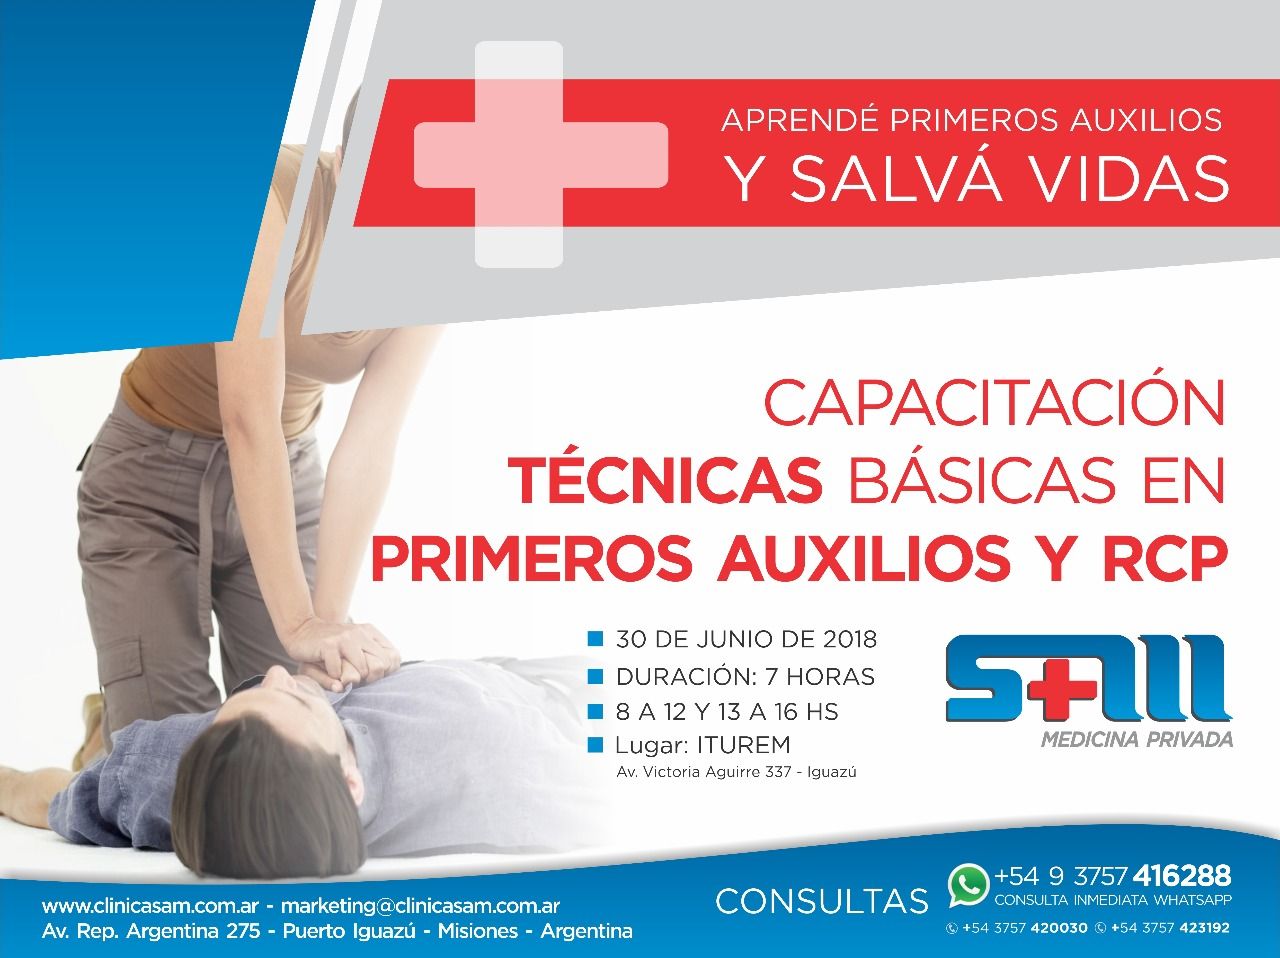 APRENDÉ PRIMEROS AUXILIOS
Y SALVÁ VIDAS
CAPACITACIÓN
TÉCNICAS BÁSICAS EN
PRIMEROS AUXILIOS Y RCP
30 DE JUNIO DE 2018
DURACIÓN: 7 HORAS
8 A 12 Y 13 A 16 HS
Lugar: ITUREM
Av. Victoria Aguirre 337 - Iguazú
SAM
MEDICINA PRIVADA
www.clinicasam.com.ar - marketing@clinicasam.com.ar
Av. Rep. Argentina 275 - Puerto Iguazú - Misiones - Argentina
CONSULTAS
+54 9 3757 416288
CONSULTA INMEDIATA WHATSAPP
+54 3757 420030 +54 3757 423192